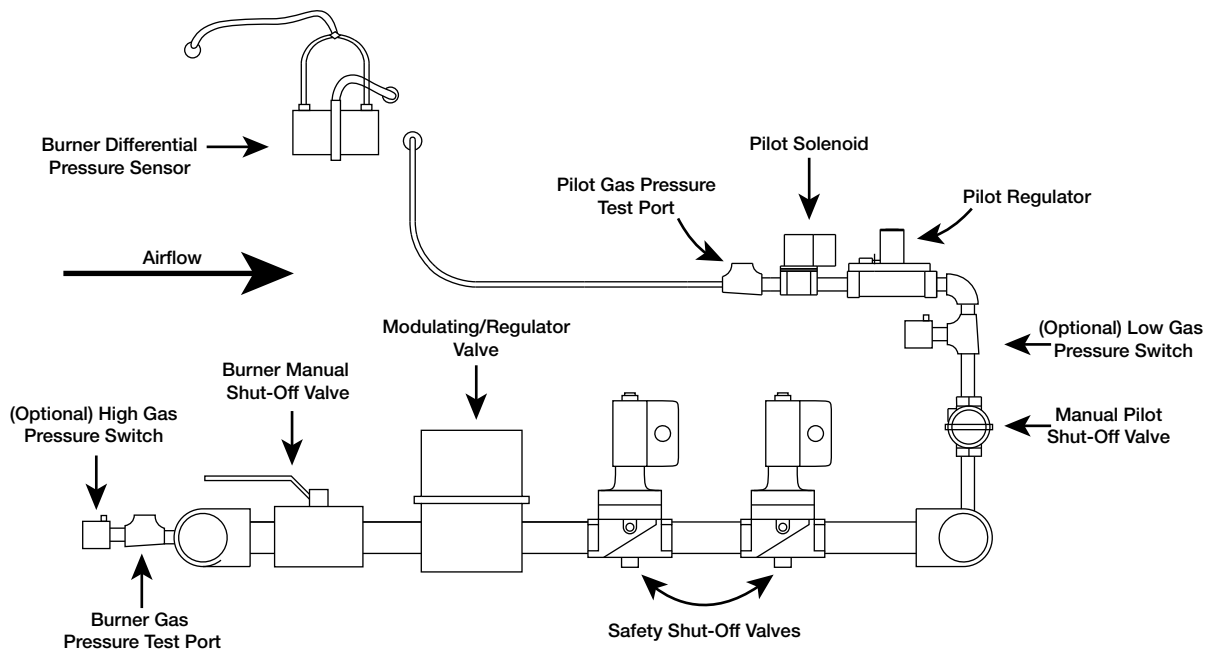 Burner Differential
Pressure Sensor
Pilot Solenoid
Pilot Gas Pressure
Test Port
Pilot Regulator
Airflow
Modulating/Regulator
Valve
(Optional) Low Gas
Pressure Switch
Burner Manual
Shut-Off Valve
(Optional) High Gas
Pressure Switch
Manual Pilot
Shut-Off Valve
Burner Gas
Pressure Test Port
Safety Shut-Off Valves